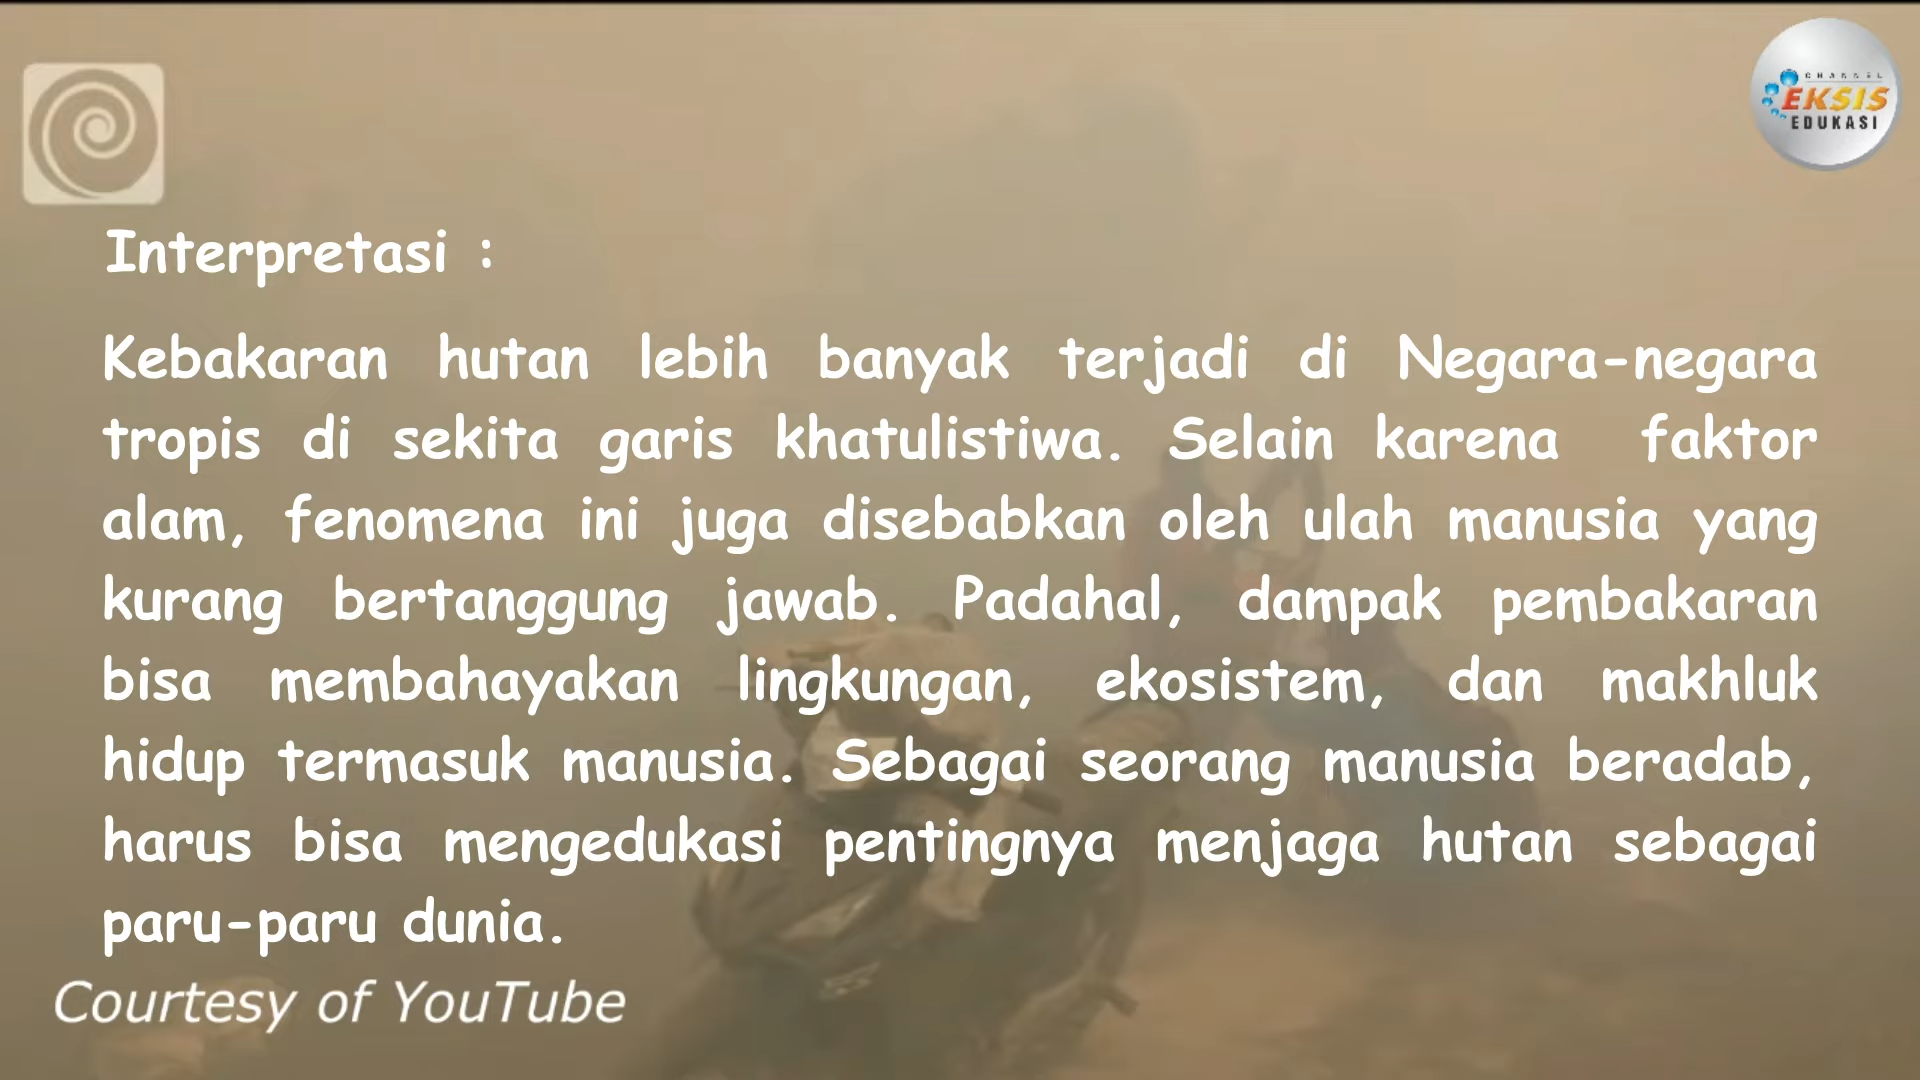 CHANNEL
EKSIS
EDUKASI
Interpretasi :
Kebakaran hutan lebih banyak terjadi di Negara-negara
tropis di sekita garis khatulistiwa. Selain karena faktor
alam, fenomena ini juga disebabkan oleh ulah manusia yang
kurang bertanggung jawab. Padahal, dampak pembakaran
bisa membahayakan lingkungan, ekosistem, dan makhluk
hidup termasuk manusia. Sebagai seorang manusia beradab,
harus bisa mengedukasi pentingnya menjaga hutan sebagai
paru-paru dunia.
Courtesy of YouTube